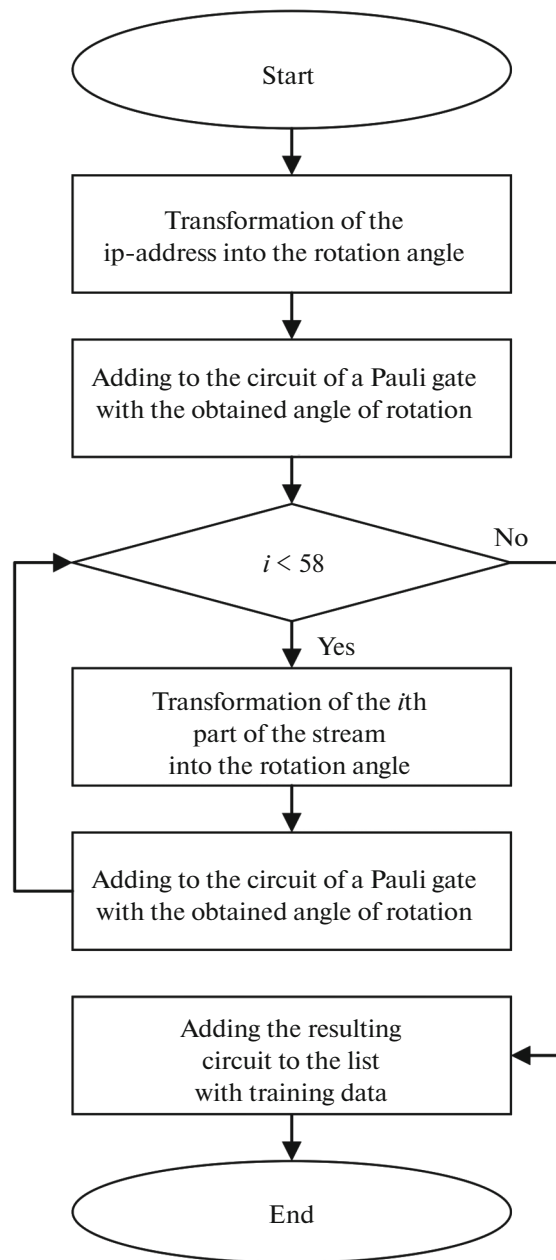 Start
Transformation of the
ip-address into the rotation angle
Adding to the circuit of a Pauli gate
with the obtained angle of rotation
No
i < 58
Yes
Transformation of the ith
part of the stream
into the rotation angle
Adding to the circuit of a Pauli gate
with the obtained angle of rotation
Adding the resulting
circuit to the list
with training data
End